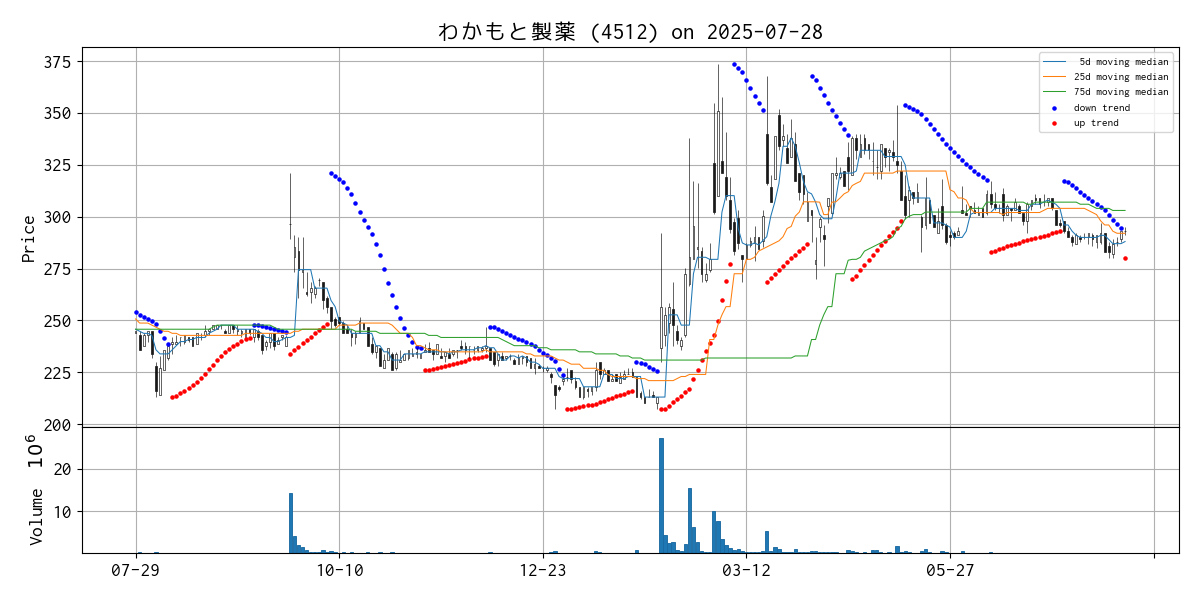 わかもと製薬 (4512) on 2025-07-28
5d moving median
25d moving median
75d moving median
down trend
up trend
Price
375
350
325
300
275
250
225
200
Volume 10^6
20
10
07-29 10-10 12-23 03-12 05-27